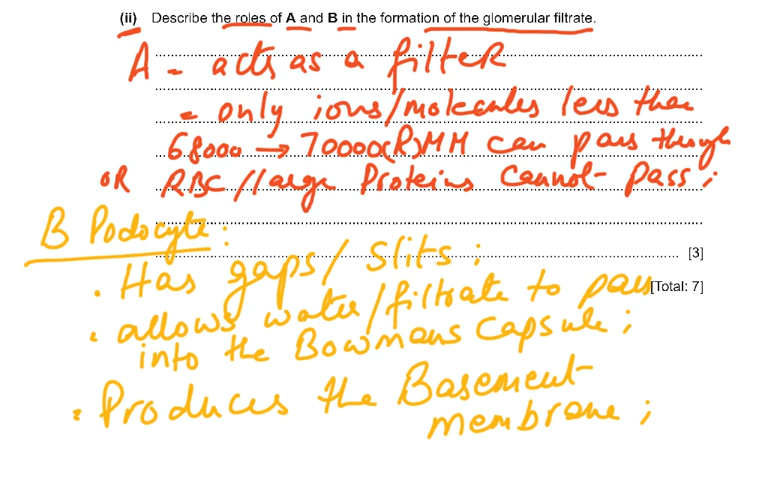 (ii) Describe the roles of A and B in the formation of the glomerular filtrate.
A - acts as a filter
- only ions/molecules less than
68000 → 70000(R)MM can pass through
OR RBC/large Proteins cannot pass;
B Podocyte:
[3]
• Has gaps/slits;
[Total: 7]
• allows water/filtrate to pass
into the Bowmans Capsule;
• Produces the Basement
membrane;